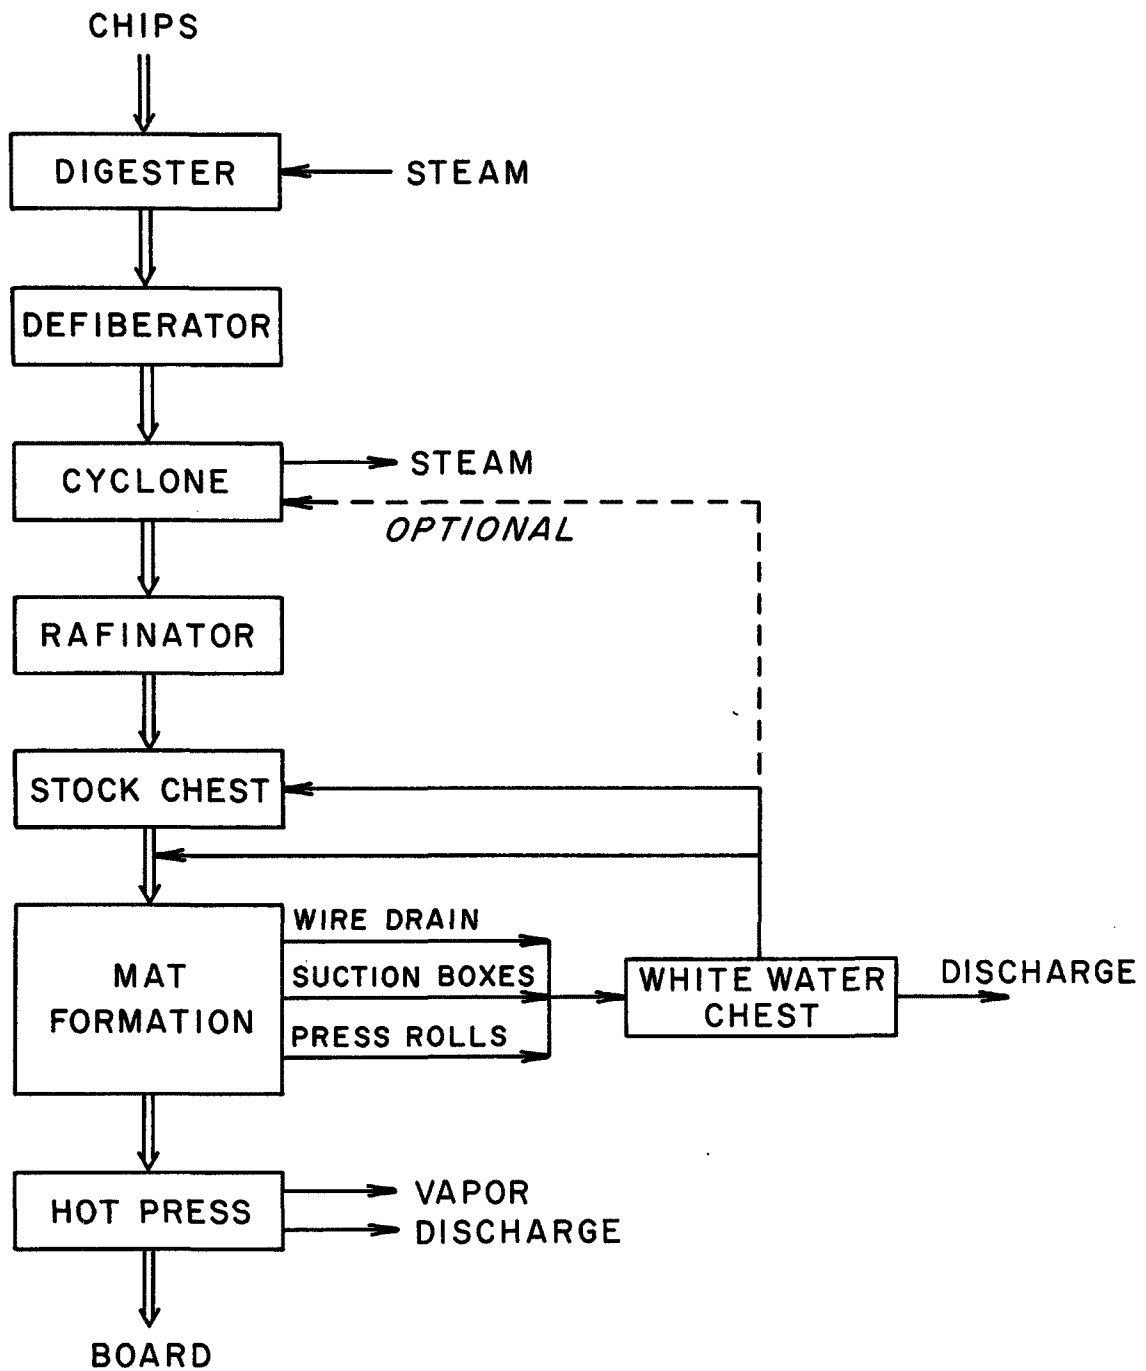 CHIPS
DIGESTER
STEAM
DEFIBERATOR
CYCLONE
STEAM
OPTIONAL
RAFINATOR
STOCK CHEST
MAT
FORMATION
WIRE DRAIN
SUCTION BOXES
PRESS ROLLS
WHITE WATER
CHEST
DISCHARGE
HOT PRESS
VAPOR
DISCHARGE
BOARD